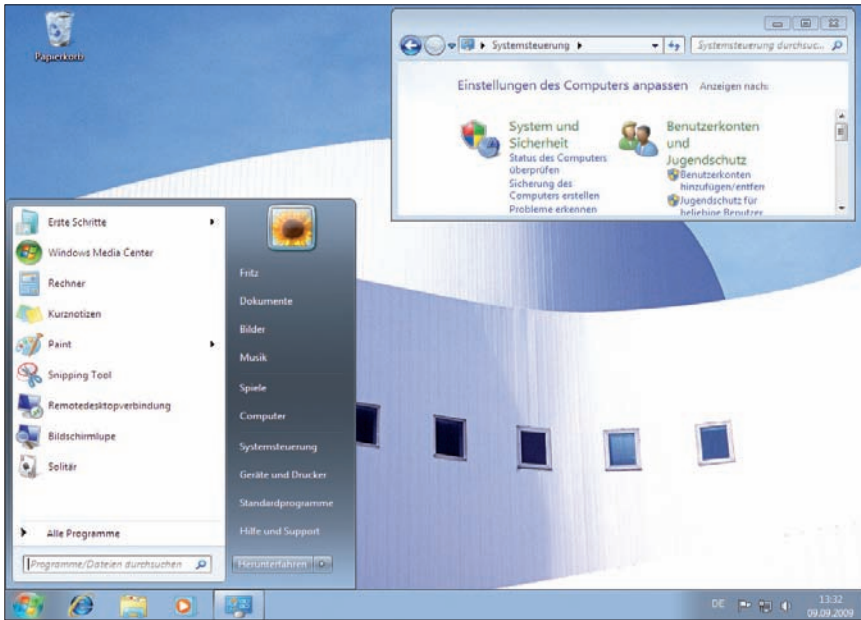 Papierkorb
Systemsteuerung
Systemsteuerung durchsuc...
Einstellungen des Computers anpassen
Anzeigen nach:
System und
Sicherheit
Status des Computers
überprüfen
Sicherung des
Computers erstellen
Probleme erkennen
Benutzerkonten
und
Jugendschutz
Benutzerkonten
hinzufügen/entfen
Jugendschutz für
beliebige Benutzer
Erste Schritte
Windows Media Center
Rechner
Kurznotizen
Paint
Snipping Tool
Remotedesktopverbindung
Bildschirmlupe
Solitär
Alle Programme
Programme/Dateien durchsuchen
Fritz
Dokumente
Bilder
Musik
Spiele
Computer
Systemsteuerung
Geräte und Drucker
Standardprogramme
Hilfe und Support
Herunterfahren
DE
13:32
09.09.2009